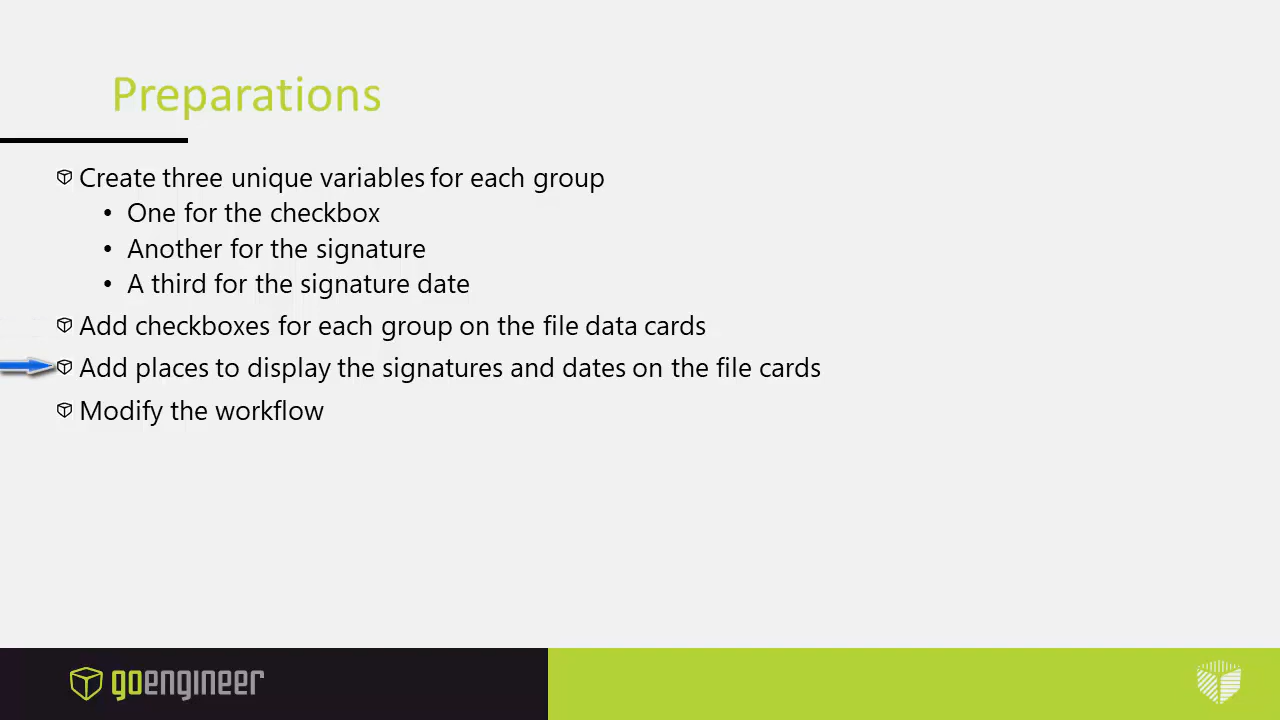 Preparations
Create three unique variables for each group
• One for the checkbox
• Another for the signature
• A third for the signature date
Add checkboxes for each group on the file data cards
Add places to display the signatures and dates on the file cards
Modify the workflow
goengineer